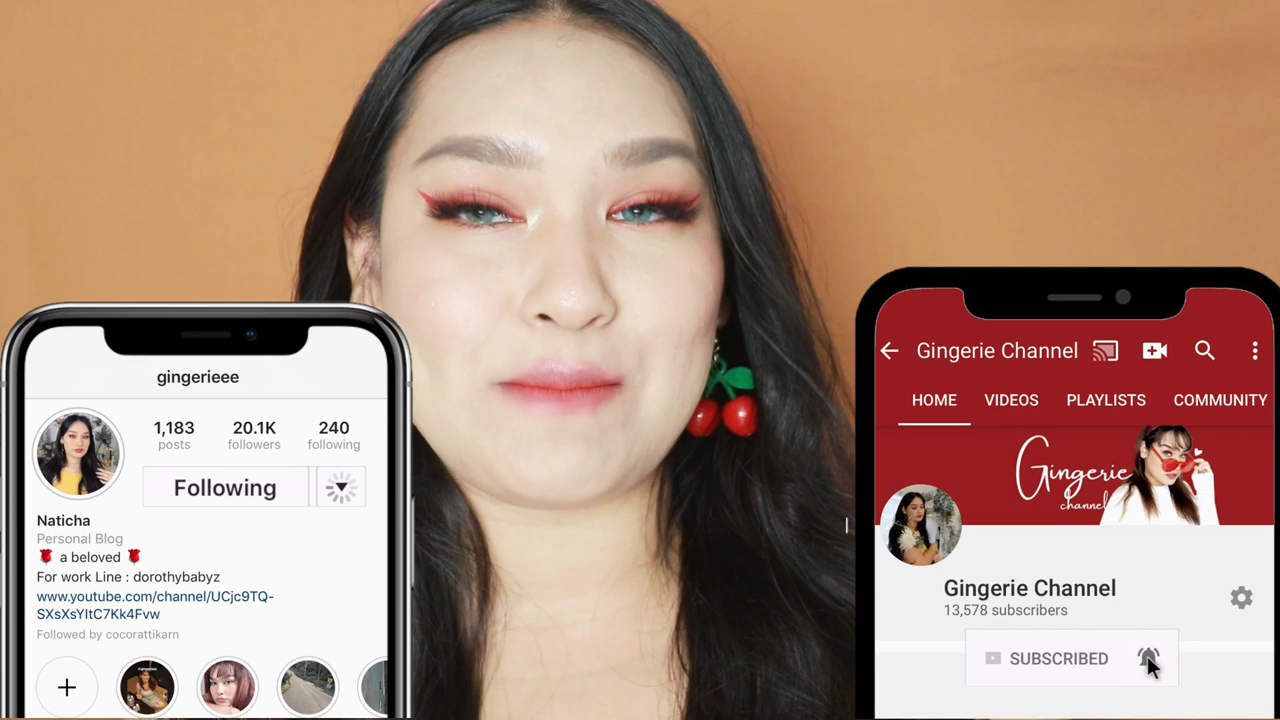 gingerieee
1,183 20.1K 240
posts followers following
Following
Naticha
Personal Blog
🌹 a beloved 🌹
For work Line : dorothybabyz
www.youtube.com/channel/UCjc9TQ-
SXsXsYItC7Kk4Fvw
Followed by cocorattikarn
Gingerie Channel
HOME VIDEOS PLAYLISTS COMMUNITY
Gingerie
channel
Gingerie Channel
13,578 subscribers
SUBSCRIBED